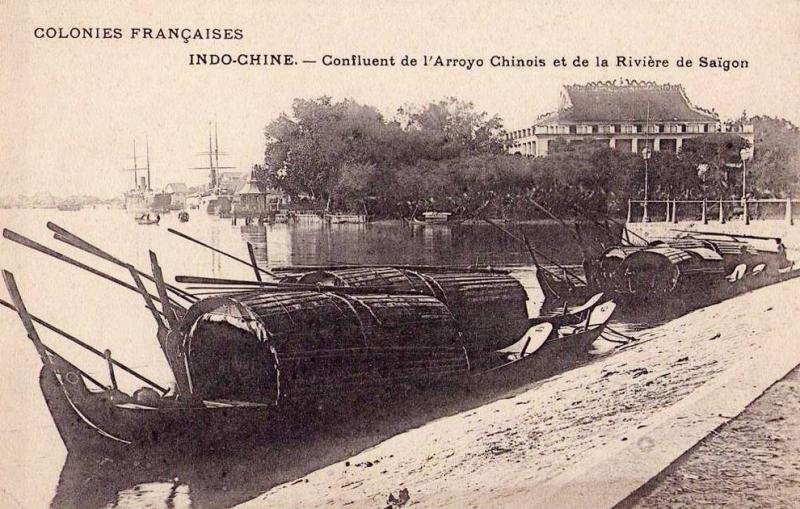 COLONIES FRANÇAISES
INDO-CHINE. — Confluent de l'Arroyo Chinois et de la Rivière de Saïgon